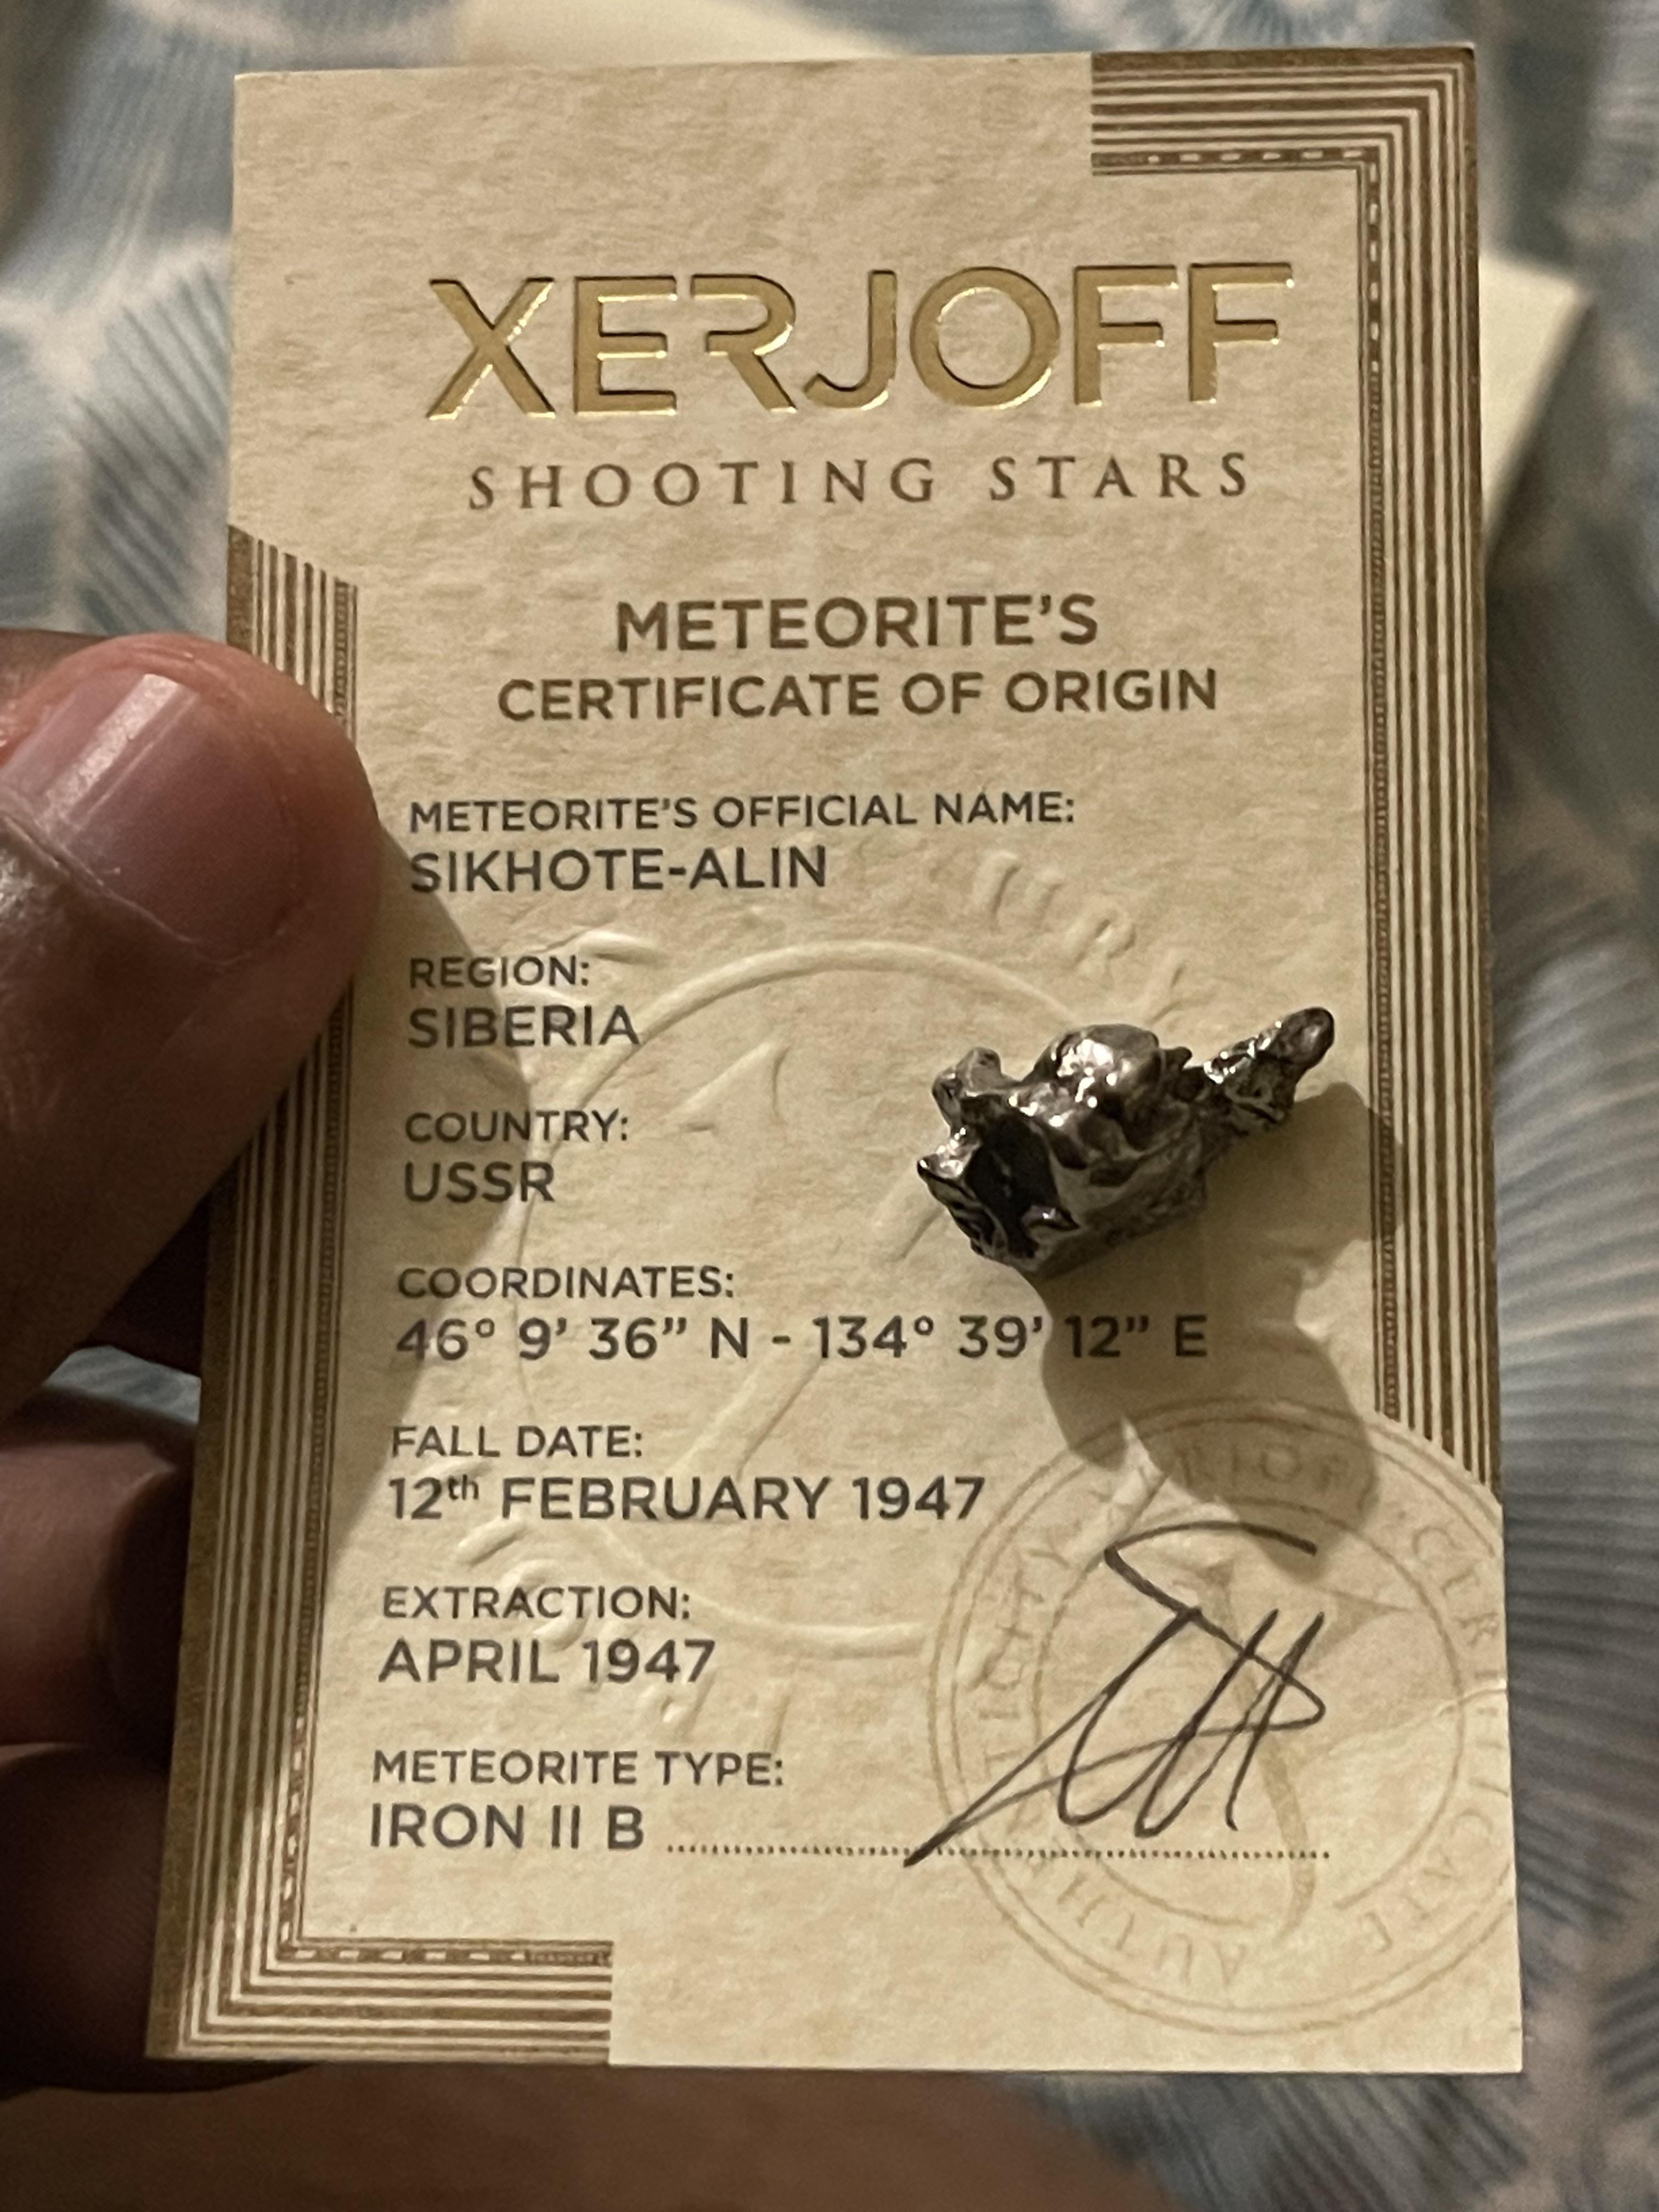 XERJOFF
SHOOTING STARS
METEORITE'S
CERTIFICATE OF ORIGIN
METEORITE'S OFFICIAL NAME:
SIKHOTE-ALIN
REGION:
SIBERIA
COUNTRY:
USSR
COORDINATES:
46° 9’ 36” N - 134° 39’ 12” E
FALL DATE:
12th FEBRUARY 1947
EXTRACTION:
APRIL 1947
METEORITE TYPE:
IRON II B